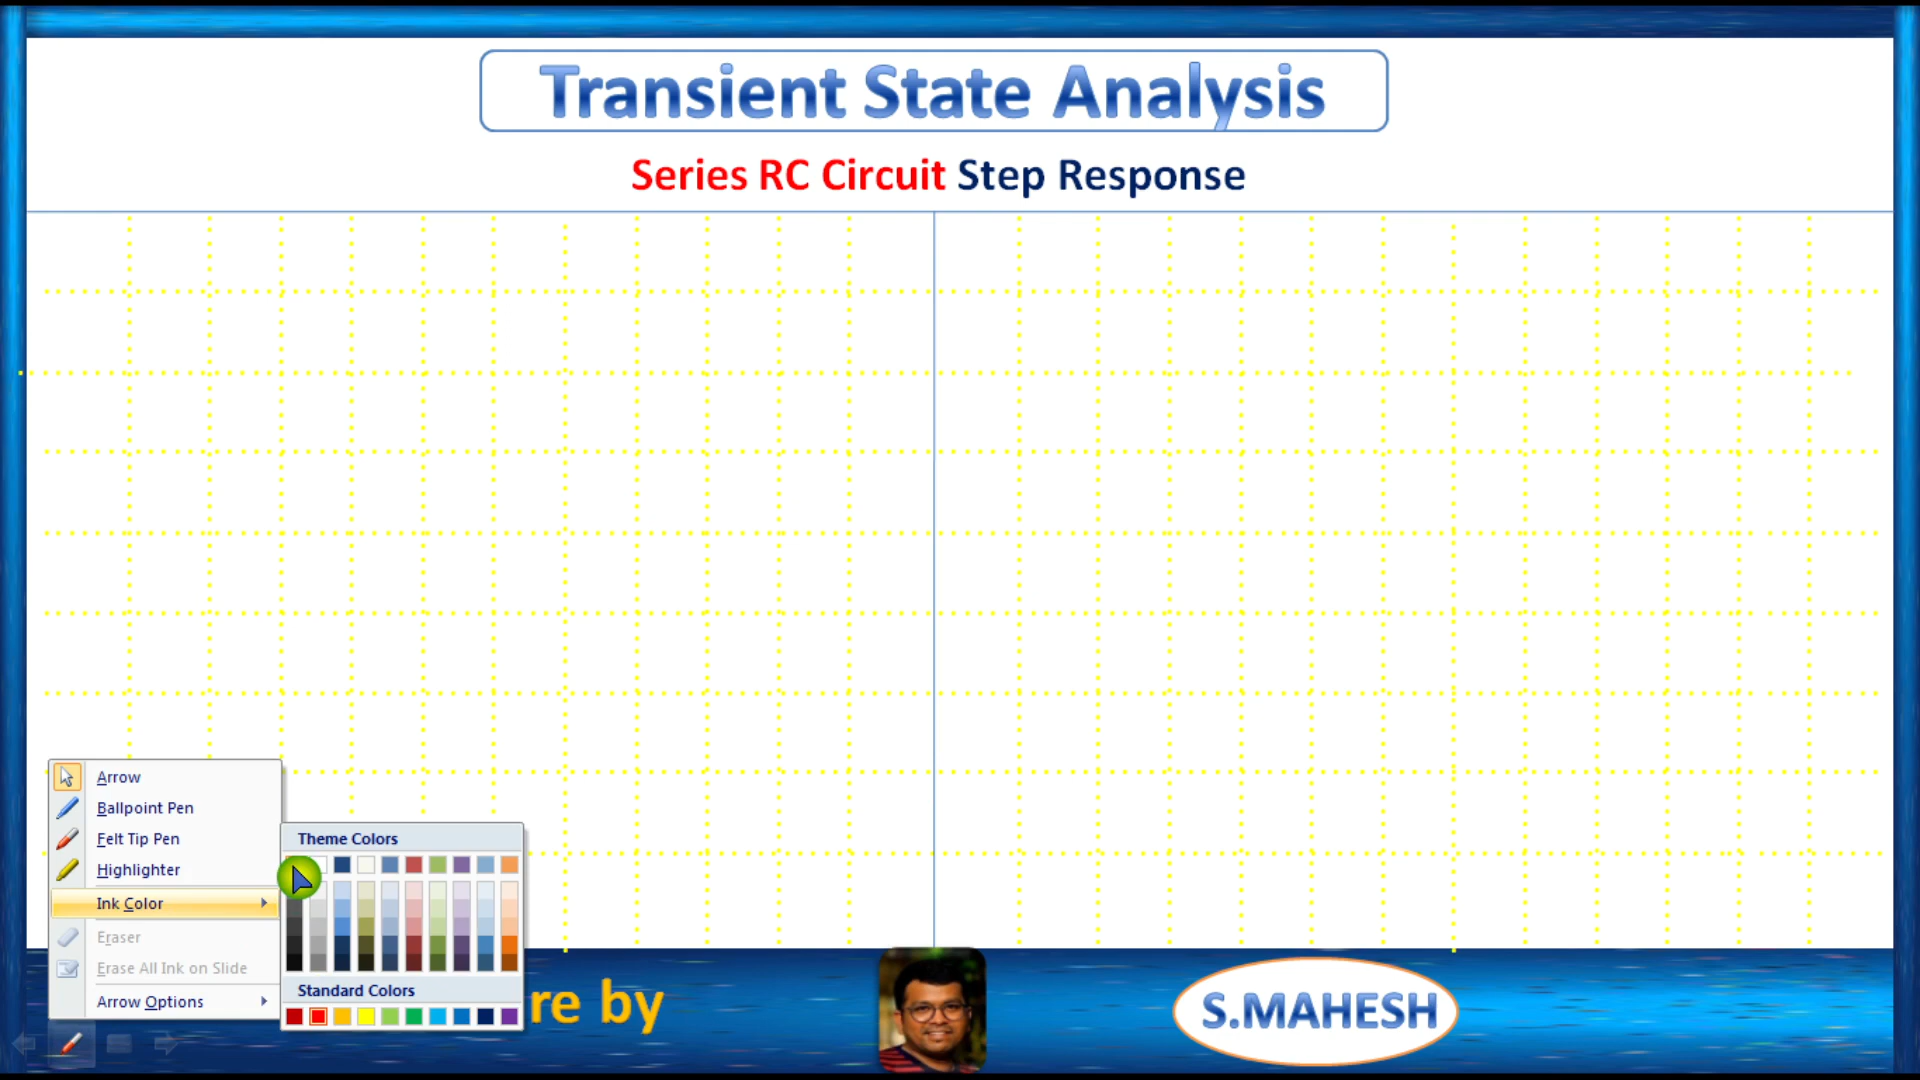 Transient State Analysis
Series RC Circuit Step Response
Arrow
Ballpoint Pen
Felt Tip Pen
Highlighter
Ink Color
Eraser
Erase All Ink on Slide
Arrow Options
Theme Colors
Standard Colors
re by
S.MAHESH